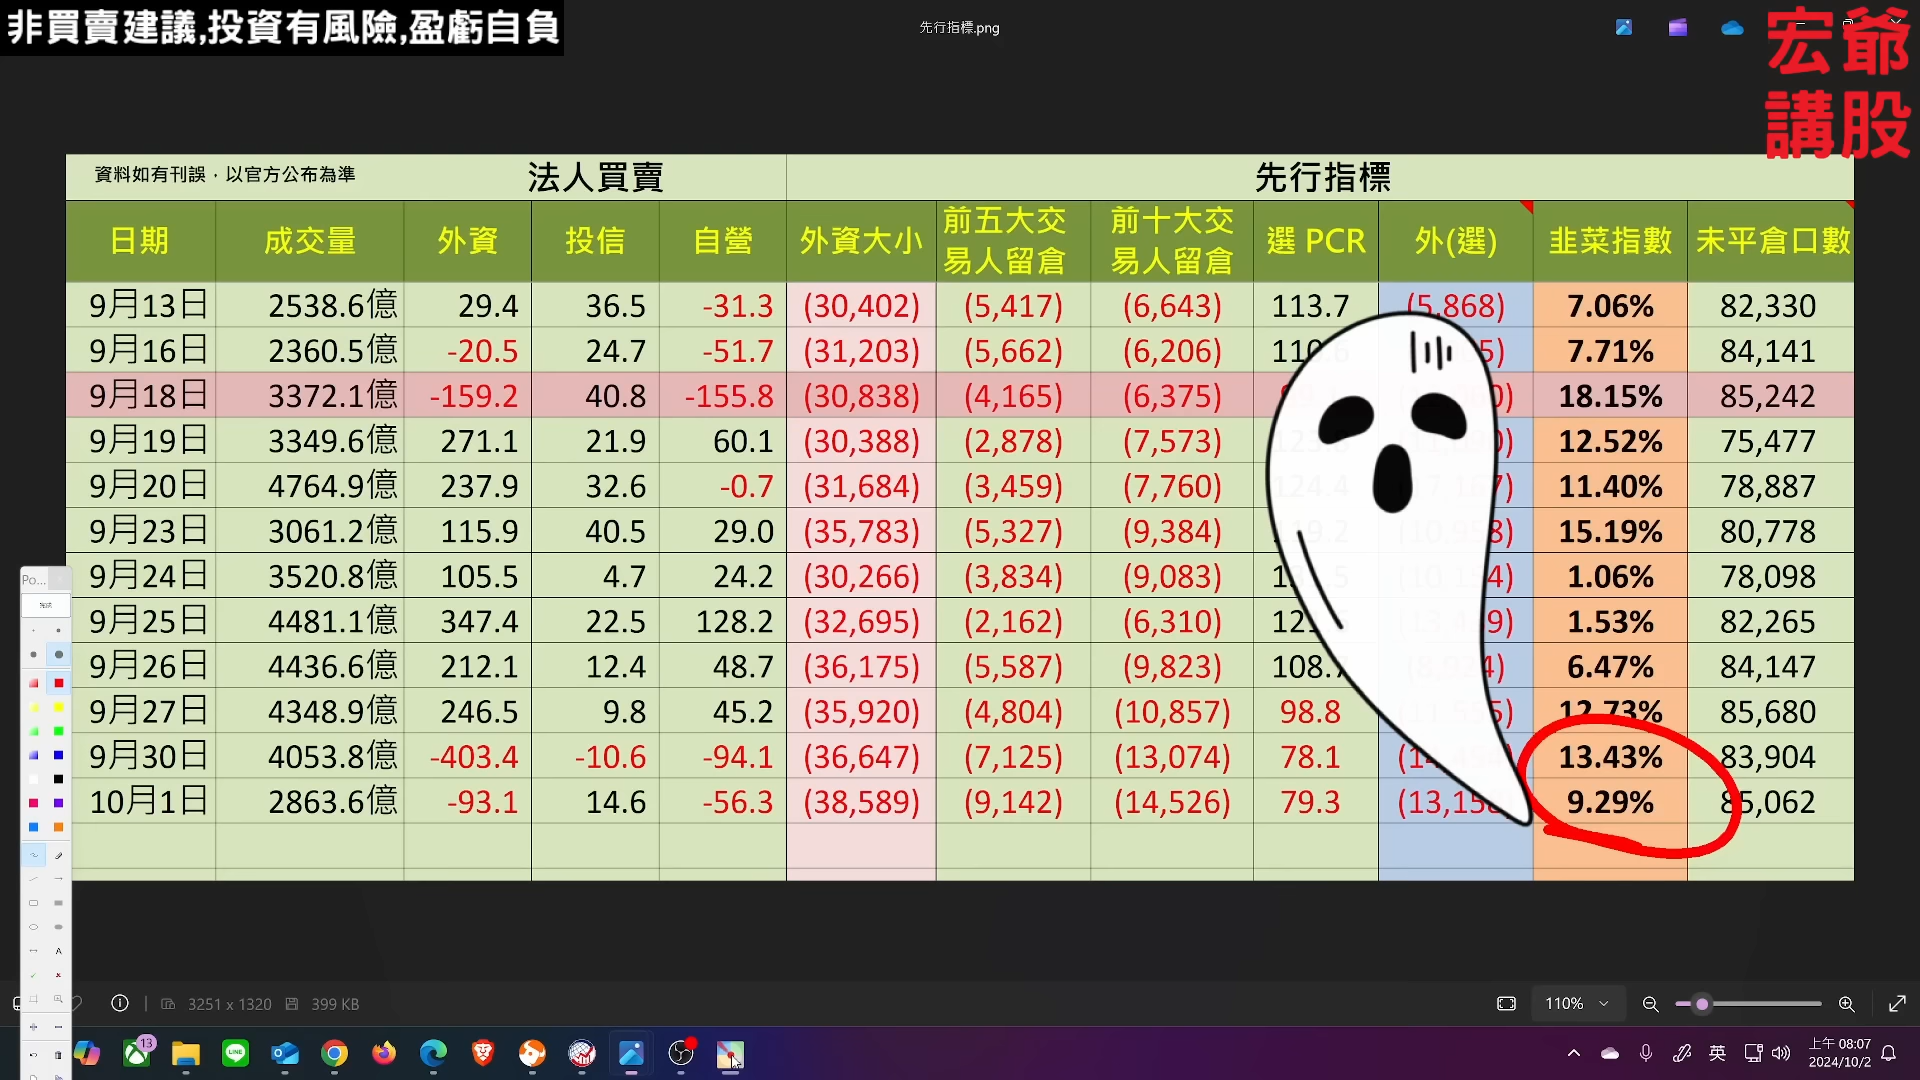 非買賣建議,投資有風險,盈虧自負
先行指標.png
宏爺
講股
資料如有刊誤，以官方公布為準 法人買賣 先行指標
日期 成交量 外資 投信 自營 外資大小 前五大交易人留倉 前十大交易人留倉 選 PCR 外(選) 韭菜指數 未平倉口數
9月13日 2538.6億 29.4 36.5 -31.3 (30,402) (5,417) (6,643) 113.7 (5,868) 7.06% 82,330
9月16日 2360.5億 -20.5 24.7 -51.7 (31,203) (5,662) (6,206) 7.71% 84,141
9月18日 3372.1億 -159.2 40.8 -155.8 (30,838) (4,165) (6,375) 18.15% 85,242
9月19日 3349.6億 271.1 21.9 60.1 (30,388) (2,878) (7,573) 12.52% 75,477
9月20日 4764.9億 237.9 32.6 -0.7 (31,684) (3,459) (7,760) 124.4 11.40% 78,887
9月23日 3061.2億 115.9 40.5 29.0 (35,783) (5,327) (9,384) 119.2 (10,958) 15.19% 80,778
9月24日 3520.8億 105.5 4.7 24.2 (30,266) (3,834) (9,083) 1.06% 78,098
9月25日 4481.1億 347.4 22.5 128.2 (32,695) (2,162) (6,310) 1.53% 82,265
9月26日 4436.6億 212.1 12.4 48.7 (36,175) (5,587) (9,823) 6.47% 84,147
9月27日 4348.9億 246.5 9.8 45.2 (35,920) (4,804) (10,857) 98.8 12.73% 85,680
9月30日 4053.8億 -403.4 -10.6 -94.1 (36,647) (7,125) (13,074) 78.1 13.43% 83,904
10月1日 2863.6億 -93.1 14.6 -56.3 (38,589) (9,142) (14,526) 79.3 9.29% 85,062
Po...
完成
A
3251 x 1320 399 KB
110%
13
LINE
英
上午 08:07
2024/10/2